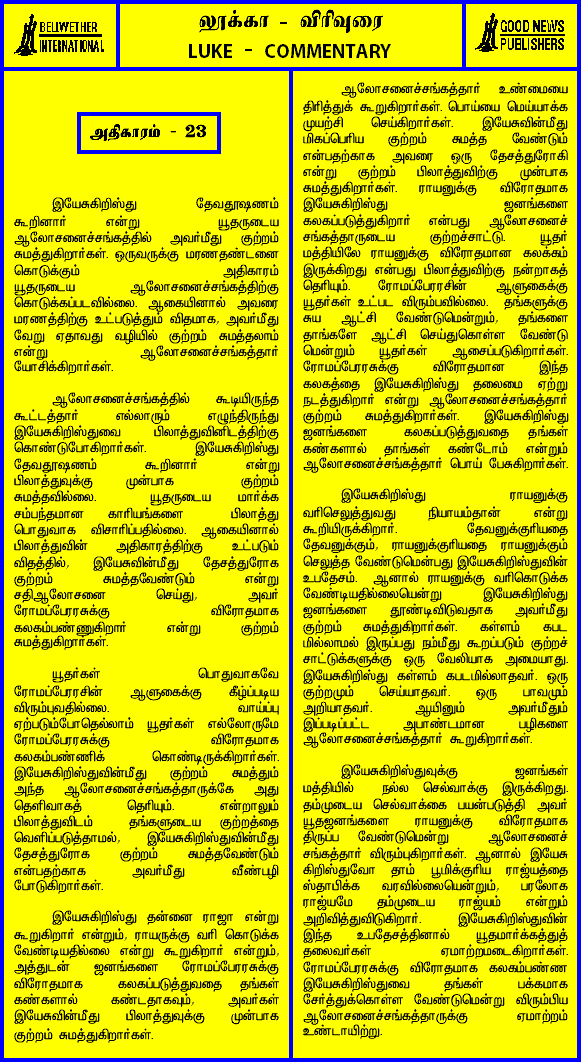 BELLWETHER
INTERNATIONAL
லூக்கா - விரிவுரை
LUKE - COMMENTARY
GOOD NEWS
PUBLISHERS
அதிகாரம் - 23
இயேசுகிறிஸ்து தேவதூஷணம்
கூறினார் என்று யூதருடைய
ஆலோசனைச்சங்கத்தில் அவர்மீது குற்றம்
சுமத்துகிறார்கள். ஒருவருக்கு மரணதண்டனை
கொடுக்கும் அதிகாரம்
யூதருடைய ஆலோசனைச்சங்கத்திற்கு
கொடுக்கப்படவில்லை. ஆகையினால் அவரை
மரணத்திற்கு உட்படுத்தும் விதமாக, அவர்மீது
வேறு ஏதாவது வழியில் குற்றம் சுமத்தலாம்
என்று ஆலோசனைச்சங்கத்தார்
யோசிக்கிறார்கள்.
ஆலோசனைச்சங்கத்தில் கூடியிருந்த
கூட்டத்தார் எல்லாரும் எழுந்திருந்து
இயேசுகிறிஸ்துவை பிலாத்துவினிடத்திற்கு
கொண்டுபோகிறார்கள். இயேசுகிறிஸ்து
தேவதூஷணம் கூறினார் என்று
பிலாத்துவுக்கு முன்பாக குற்றம்
சுமத்தவில்லை. யூதருடைய மார்க்க
சம்பந்தமான காரியங்களை பிலாத்து
பொதுவாக விசாரிப்பதில்லை. ஆகையினால்
பிலாத்துவின் அதிகாரத்திற்கு உட்படும்
விதத்தில், இயேசுவின்மீது தேசத்துரோக
குற்றம் சுமத்தவேண்டும் என்று
சதிஆலோசனை செய்து, அவர்
ரோமப்பேரரசுக்கு விரோதமாக
கலகம்பண்ணுகிறார் என்று குற்றம்
சுமத்துகிறார்கள்.
யூதர்கள் பொதுவாகவே
ரோமப்பேரரசின் ஆளுகைக்கு கீழ்ப்படிய
விரும்புவதில்லை. வாய்ப்பு
ஏற்படும்போதெல்லாம் யூதர்கள் எல்லோருமே
ரோமப்பேரரசுக்கு விரோதமாக
கலகம்பண்ணிக் கொண்டிருக்கிறார்கள்.
இயேசுகிறிஸ்துவின்மீது குற்றம் சுமத்தும்
அந்த ஆலோசனைச்சங்கத்தாருக்கே அது
தெளிவாகத் தெரியும். என்றாலும்
பிலாத்துவிடம் தங்களுடைய குற்றத்தை
வெளிப்படுத்தாமல், இயேசுகிறிஸ்துவின்மீது
தேசத்துரோக குற்றம் சுமத்தவேண்டும்
என்பதற்காக அவர்மீது வீண்பழி
போடுகிறார்கள்.
இயேசுகிறிஸ்து தன்னை ராஜா என்று
கூறுகிறார் என்றும், ராயருக்கு வரி கொடுக்க
வேண்டியதில்லை என்று கூறுகிறார் என்றும்,
அத்துடன் ஜனங்களை ரோமப்பேரரசுக்கு
விரோதமாக கலகப்படுத்துவதை தங்கள்
கண்களால் கண்டதாகவும், அவர்கள்
இயேசுவின்மீது பிலாத்துவுக்கு முன்பாக
குற்றம் சுமத்துகிறார்கள்.
ஆலோசனைச்சங்கத்தார் உண்மையை
திரித்துக் கூறுகிறார்கள். பொய்யை மெய்யாக்க
முயற்சி செய்கிறார்கள். இயேசுவின்மீது
மிகப்பெரிய குற்றம் சுமத்த வேண்டும்
என்பதற்காக அவரை ஒரு தேசத்துரோகி
என்று குற்றம் பிலாத்துவிற்கு முன்பாக
சுமத்துகிறார்கள். ராயனுக்கு விரோதமாக
இயேசுகிறிஸ்து ஜனங்களை
கலகப்படுத்துகிறார் என்பது ஆலோசனைச்
சங்கத்தாருடைய குற்றச்சாட்டு. யூதர்
மத்தியிலே ராயனுக்கு விரோதமான கலக்கம்
இருக்கிறது என்பது பிலாத்துவிற்கு நன்றாகத்
தெரியும். ரோமப்பேரரசின் ஆளுகைக்கு
யூதர்கள் உட்பட விரும்பவில்லை. தங்களுக்கு
சுய ஆட்சி வேண்டுமென்றும், தங்களை
தாங்களே ஆட்சி செய்துகொள்ள வேண்டு
மென்றும் யூதர்கள் ஆசைப்படுகிறார்கள்.
ரோமப்பேரரசுக்கு விரோதமான இந்த
கலகத்தை இயேசுகிறிஸ்து தலைமை ஏற்று
நடத்துகிறார் என்று ஆலோசனைச்சங்கத்தார்
குற்றம் சுமத்துகிறார்கள். இயேசுகிறிஸ்து
ஜனங்களை கலகப்படுத்துவதை தங்கள்
கண்களால் தாங்கள் கண்டோம் என்றும்
ஆலோசனைச்சங்கத்தார் பொய் பேசுகிறார்கள்.
இயேசுகிறிஸ்து ராயனுக்கு
வரிசெலுத்துவது நியாயம்தான் என்று
கூறியிருக்கிறார். தேவனுக்குரியதை
தேவனுக்கும், ராயனுக்குரியதை ராயனுக்கும்
செலுத்த வேண்டுமென்பது இயேசுகிறிஸ்துவின்
உபதேசம். ஆனால் ராயனுக்கு வரிகொடுக்க
வேண்டியதில்லையென்று இயேசுகிறிஸ்து
ஜனங்களை தூண்டிவிடுவதாக அவர்மீது
குற்றம் சுமத்துகிறார்கள். கள்ளம் கபட
மில்லாமல் இருப்பது நம்மீது கூறப்படும் குற்றச்
சாட்டுக்களுக்கு ஒரு வேலியாக அமையாது.
இயேசுகிறிஸ்து கள்ளம் கபடமில்லாதவர். ஒரு
குற்றமும் செய்யாதவர். ஒரு பாவமும்
அறியாதவர். ஆயினும் அவர்மீதும்
இப்படிப்பட்ட அபாண்டமான பழிகளை
ஆலோசனைச்சங்கத்தார் கூறுகிறார்கள்.
இயேசுகிறிஸ்துவுக்கு ஜனங்கள்
மத்தியில் நல்ல செல்வாக்கு இருக்கிறது.
தம்முடைய செல்வாக்கை பயன்படுத்தி அவர்
யூதஜனங்களை ராயனுக்கு விரோதமாக
திருப்ப வேண்டுமென்று ஆலோசனைச்
சங்கத்தார் விரும்புகிறார்கள். ஆனால் இயேசு
கிறிஸ்துவோ தாம் பூமிக்குரிய ராஜ்யத்தை
ஸ்தாபிக்க வரவில்லையென்றும், பரலோக
ராஜ்யமே தம்முடைய ராஜ்யம் என்றும்
அறிவித்துவிடுகிறார். இயேசுகிறிஸ்துவின்
இந்த உபதேசத்தினால் யூதமார்க்கத்துத்
தலைவர்கள் ஏமாற்றமடைகிறார்கள்.
ரோமப்பேரரசுக்கு விரோதமாக கலகம்பண்ண
இயேசுகிறிஸ்துவை தங்கள் பக்கமாக
சேர்த்துக்கொள்ள வேண்டுமென்று விரும்பிய
ஆலோசனைச்சங்கத்தாருக்கு ஏமாற்றம்
உண்டாயிற்று.